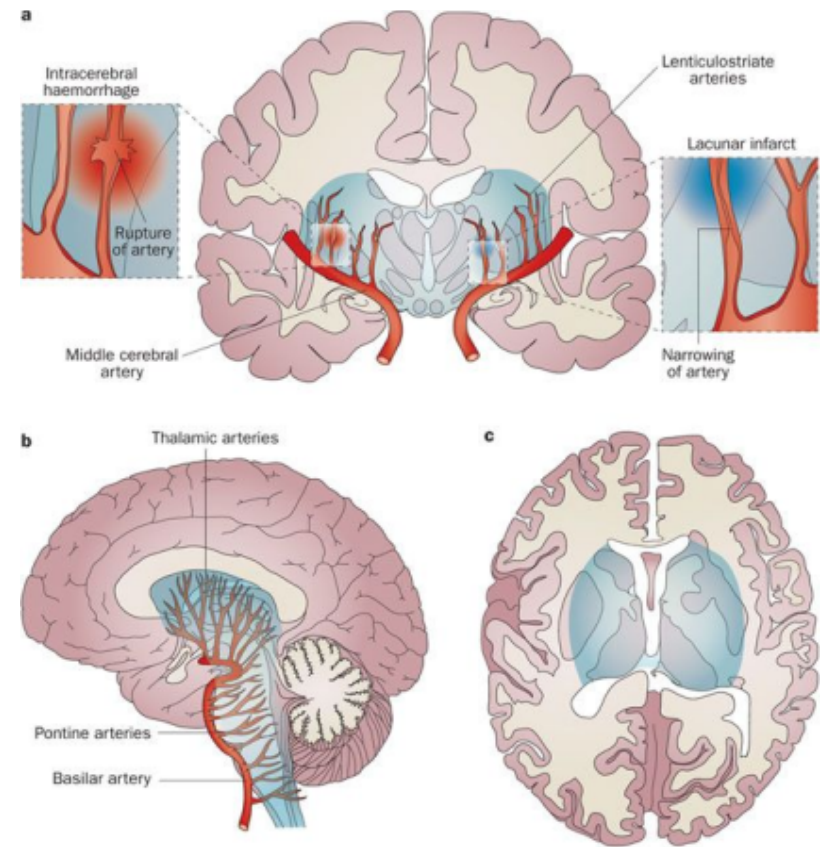 a
Intracerebral
haemorrhage
Rupture
of artery
Lenticulostriate
arteries
Lacunar infarct
Middle cerebral
artery
Narrowing
of artery
b
Thalamic arteries
Pontine arteries
Basilar artery
c